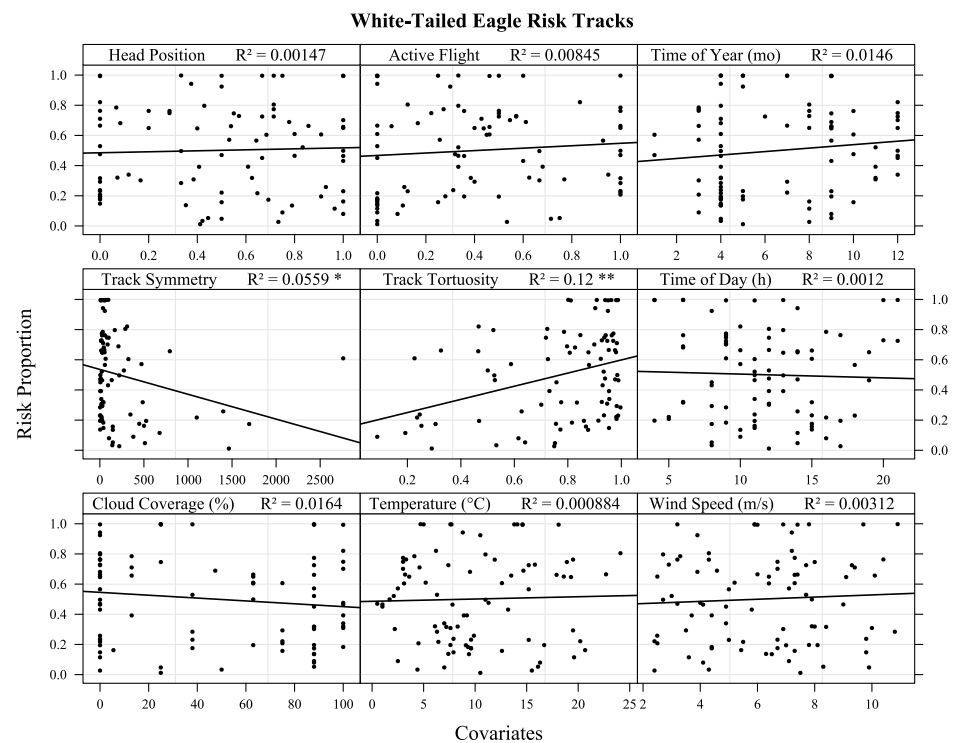 White-Tailed Eagle Risk Tracks
Head Position R² = 0.00147
Active Flight R² = 0.00845
Time of Year (mo) R² = 0.0146
1.0
0.8
0.6
0.4
0.2
0.0
0.0 0.2 0.4 0.6 0.8 1.0
0.0 0.2 0.4 0.6 0.8 1.0
2 4 6 8 10 12
Track Symmetry R² = 0.0559 *
Track Tortuosity R² = 0.12 **
Time of Day (h) R² = 0.0012
1.0
0.8
0.6
0.4
0.2
0.0
0 500 1000 1500 2000 2500
0.2 0.4 0.6 0.8 1.0
5 10 15 20
Cloud Coverage (%) R² = 0.0164
Temperature (°C) R² = 0.000884
Wind Speed (m/s) R² = 0.00312
1.0
0.8
0.6
0.4
0.2
0.0
0 20 40 60 80 100
0 5 10 15 20 25
2 4 6 8 10
Risk Proportion
Covariates